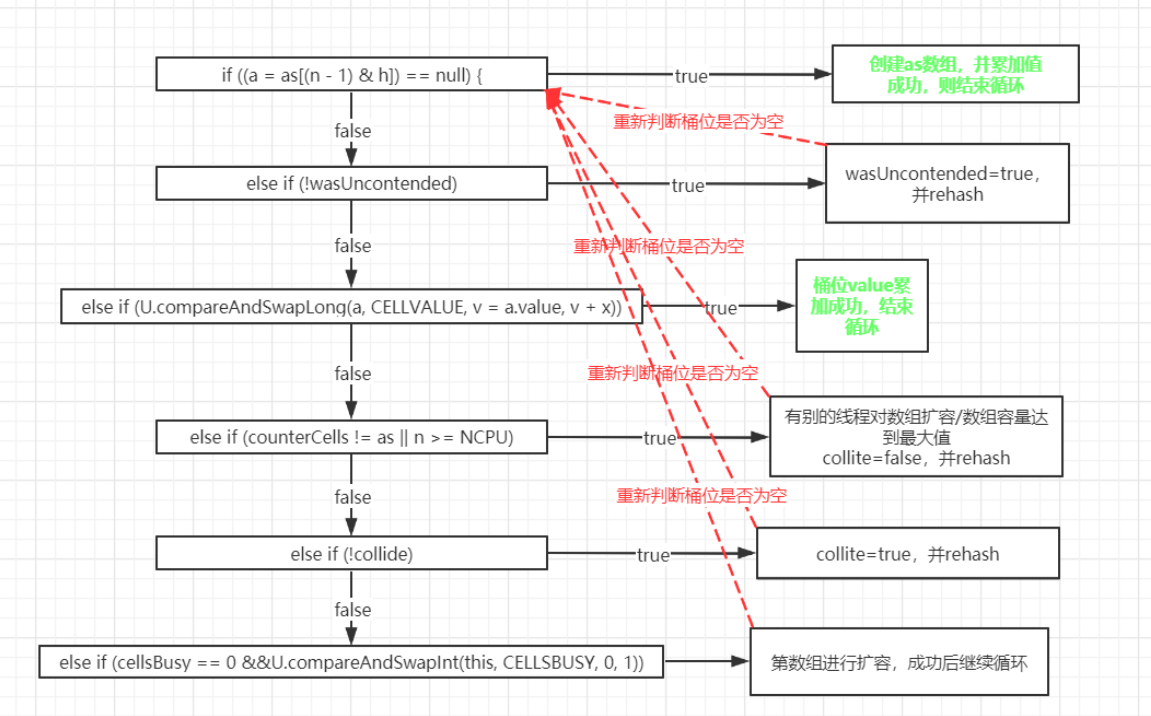 if ((a = as[(n - 1) & h]) == null) {
true
创建as数组，并累加值
成功，则结束循环
重新判断桶位是否为空
false
else if (!wasUncontended)
true
wasUncontended=true,
并rehash
false
重新判断桶位是否为空
else if (U.compareAndSwapLong(a, CELLVALUE, v = a.value, v + x))
true
桶位value累
加成功，结束
循环
false
重新判断桶位是否为空
else if (counterCells != as || n >= NCPU)
true
有别的线程对数组扩容/数组容量达
到最大值
collite=false，并rehash
false
重新判断桶位是否为空
else if (!collide)
true
collite=true，并rehash
false
else if (cellsBusy == 0 &&U.compareAndSwapInt(this, CELLSBUSY, 0, 1))
第数组进行扩容，成功后继续循环